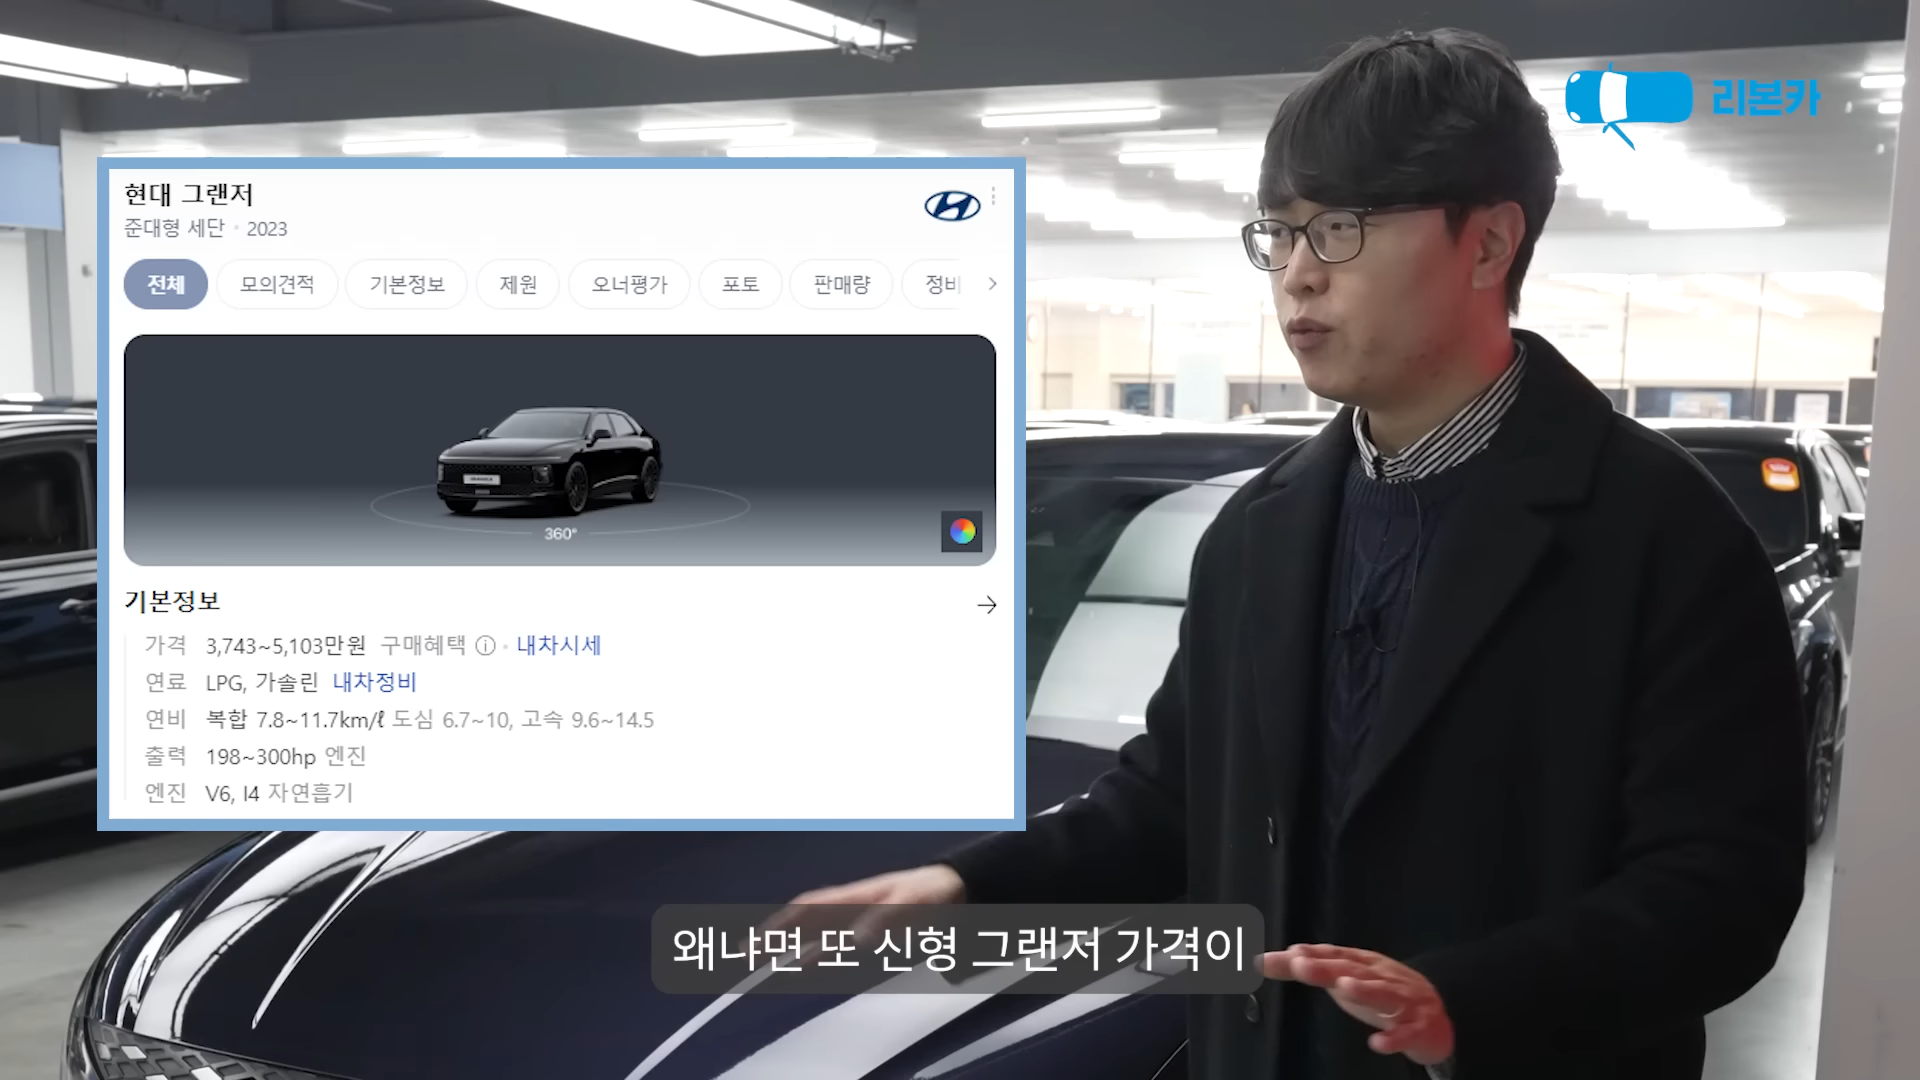 리본카
현대 그랜저
준대형 세단 · 2023
전체 모의견적 기본정보 제원 오너평가 포토 판매량 정비
360°
기본정보
가격 3,743~5,103만원 구매혜택 · 내차시세
연료 LPG, 가솔린 내차정비
연비 복합 7.8~11.7km/ℓ 도심 6.7~10, 고속 9.6~14.5
출력 198~300hp 엔진
엔진 V6, I4 자연흡기
왜냐면 또 신형 그랜저 가격이